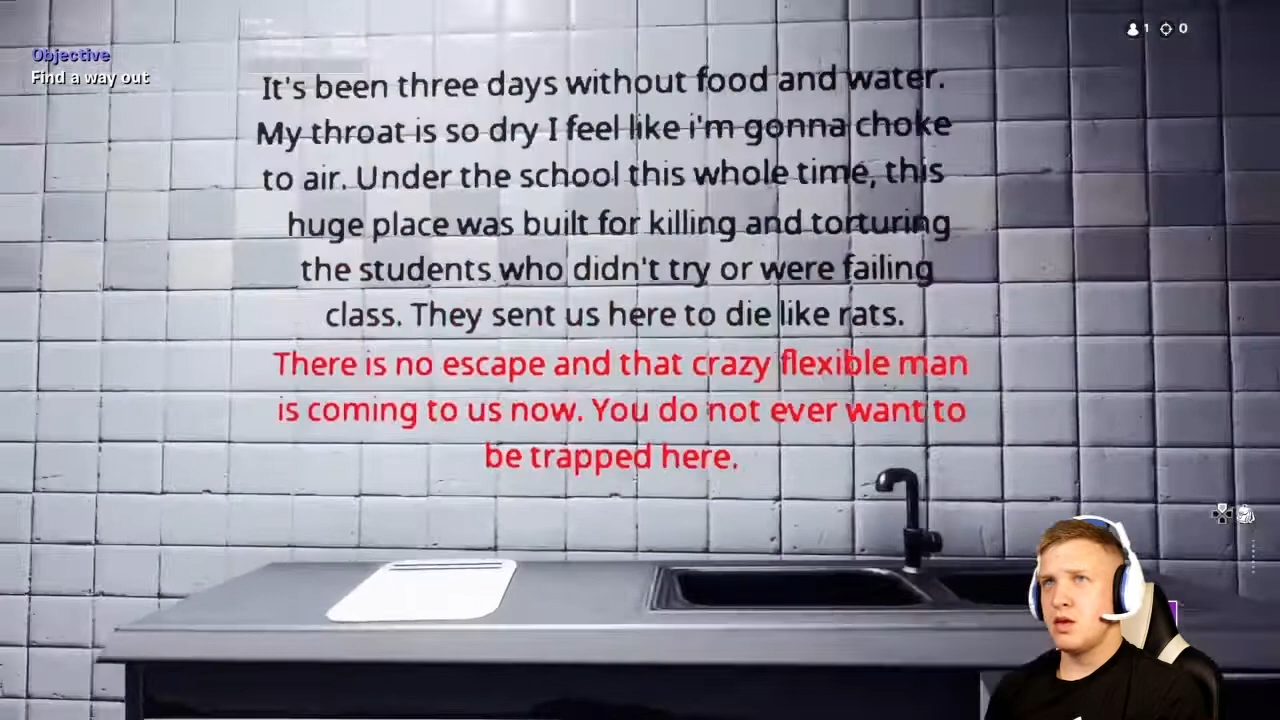 Objective
Find a way out
1 0
It's been three days without food and water.
My throat is so dry I feel like i'm gonna choke
to air. Under the school this whole time, this
huge place was built for killing and torturing
the students who didn't try or were failing
class. They sent us here to die like rats.
There is no escape and that crazy flexible man
is coming to us now. You do not ever want to
be trapped here.